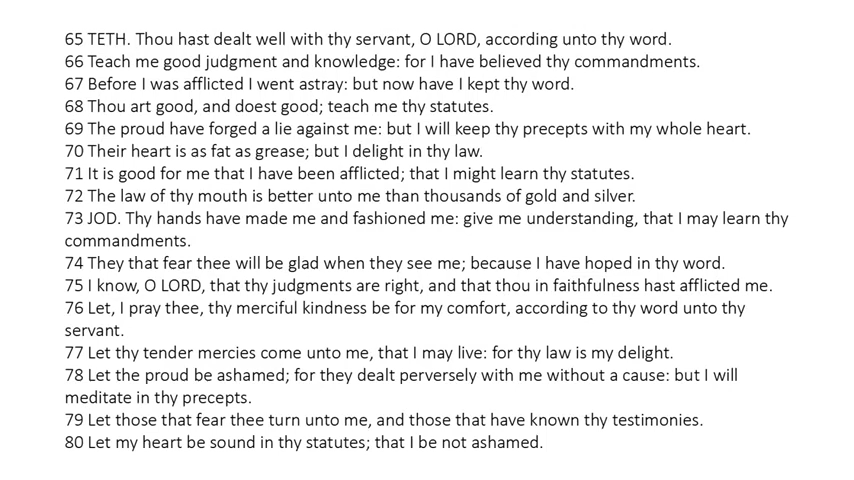 65 TETH. Thou hast dealt well with thy servant, O LORD, according unto thy word.
66 Teach me good judgment and knowledge: for I have believed thy commandments.
67 Before I was afflicted I went astray: but now have I kept thy word.
68 Thou art good, and doest good; teach me thy statutes.
69 The proud have forged a lie against me: but I will keep thy precepts with my whole heart.
70 Their heart is as fat as grease; but I delight in thy law.
71 It is good for me that I have been afflicted; that I might learn thy statutes.
72 The law of thy mouth is better unto me than thousands of gold and silver.
73 JOD. Thy hands have made me and fashioned me: give me understanding, that I may learn thy
commandments.
74 They that fear thee will be glad when they see me; because I have hoped in thy word.
75 I know, O LORD, that thy judgments are right, and that thou in faithfulness hast afflicted me.
76 Let, I pray thee, thy merciful kindness be for my comfort, according to thy word unto thy
servant.
77 Let thy tender mercies come unto me, that I may live: for thy law is my delight.
78 Let the proud be ashamed; for they dealt perversely with me without a cause: but I will
meditate in thy precepts.
79 Let those that fear thee turn unto me, and those that have known thy testimonies.
80 Let my heart be sound in thy statutes; that I be not ashamed.